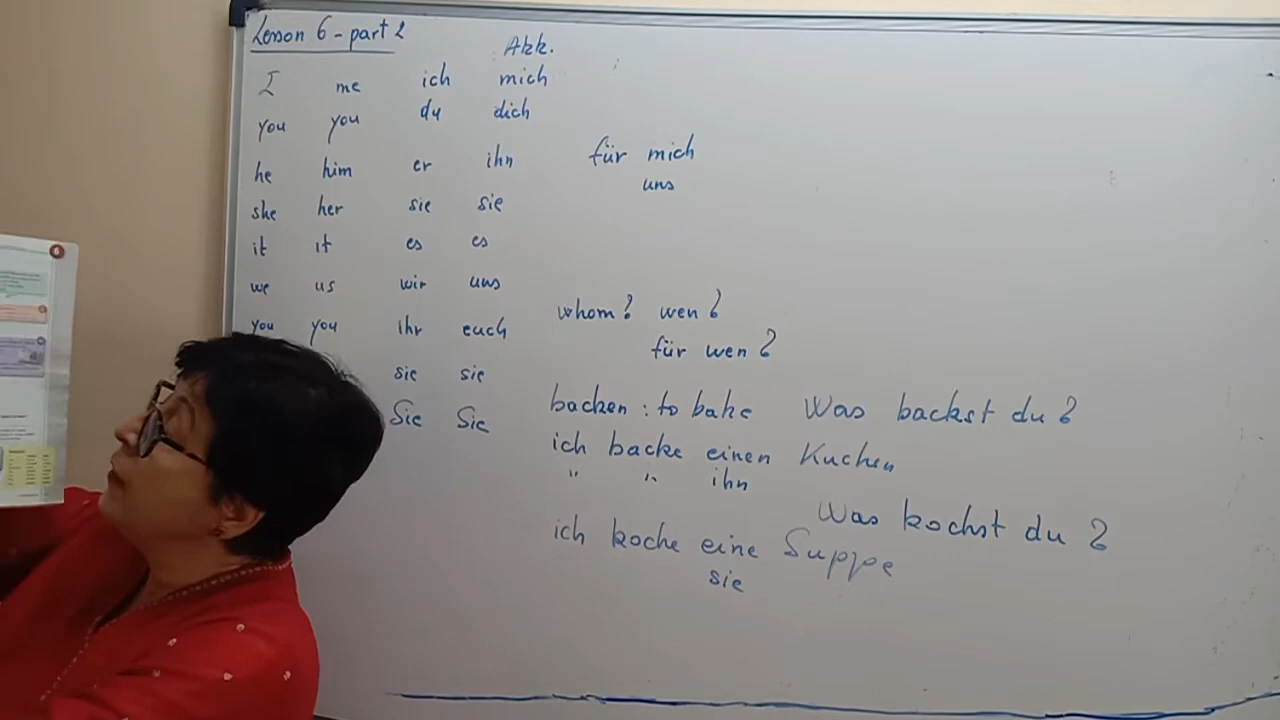 Lesson 6 - part 2
Akk.
I me ich mich
you you du dich
he him er ihn
für mich
uns
she her sie sie
it it es es
we us wir uns
you you ihr euch
sie sie
Sie Sie
whom? wen?
für wen?
backen : to bake Was backst du?
ich backe einen Kuchen
" " ihn
Was kochst du?
ich koche eine Suppe
sie
6